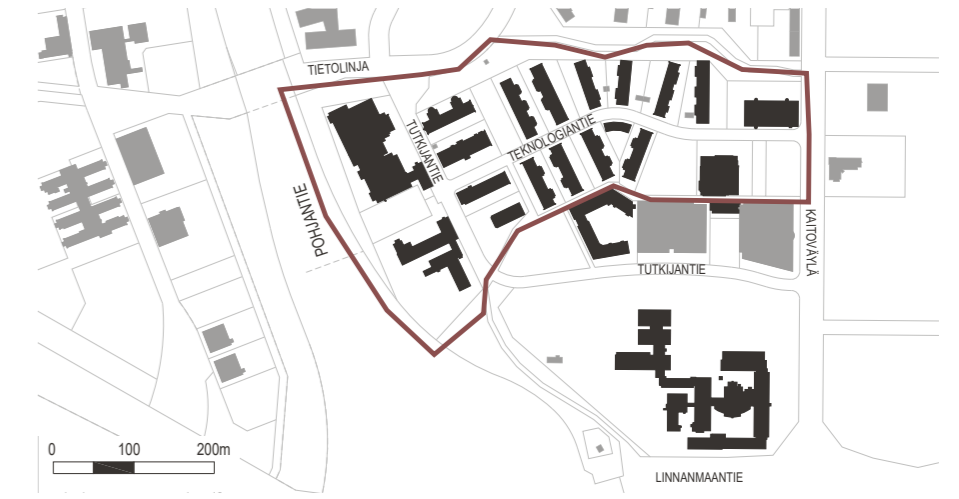 TIETOLINJA
TUTKIJANTIE
TEKNOLOGIANTIE
POHJANTIE
KAITOVÄYLÄ
TUTKIJANTIE
0 100 200m
LINNANMAANTIE